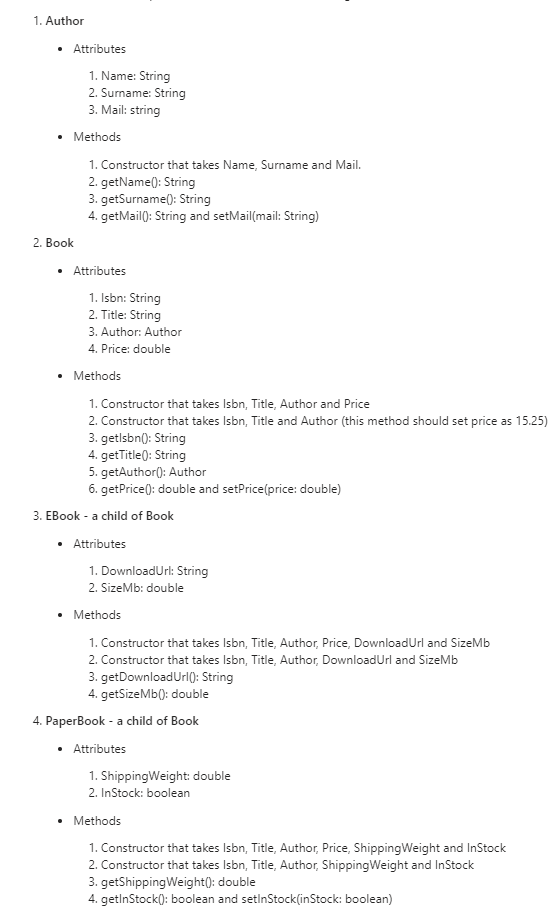 1. Author
• Attributes
1. Name: String
2. Surname: String
3. Mail: string
• Methods
1. Constructor that takes Name, Surname and Mail.
2. getName(): String
3. getSurname(): String
4. getMail(): String and setMail(mail: String)
2. Book
• Attributes
1. Isbn: String
2. Title: String
3. Author: Author
4. Price: double
• Methods
1. Constructor that takes Isbn, Title, Author and Price
2. Constructor that takes Isbn, Title and Author (this method should set price as 15.25)
3. getIsbn(): String
4. getTitle(): String
5. getAuthor(): Author
6. getPrice(): double and setPrice(price: double)
3. EBook - a child of Book
• Attributes
1. DownloadUrl: String
2. SizeMb: double
• Methods
1. Constructor that takes Isbn, Title, Author, Price, DownloadUrl and SizeMb
2. Constructor that takes Isbn, Title, Author, DownloadUrl and SizeMb
3. getDownloadUrl(): String
4. getSizeMb(): double
4. PaperBook - a child of Book
• Attributes
1. ShippingWeight: double
2. InStock: boolean
• Methods
1. Constructor that takes Isbn, Title, Author, Price, ShippingWeight and InStock
2. Constructor that takes Isbn, Title, Author, ShippingWeight and InStock
3. getShippingWeight(): double
4. getInStock(): boolean and setInStock(inStock: boolean)